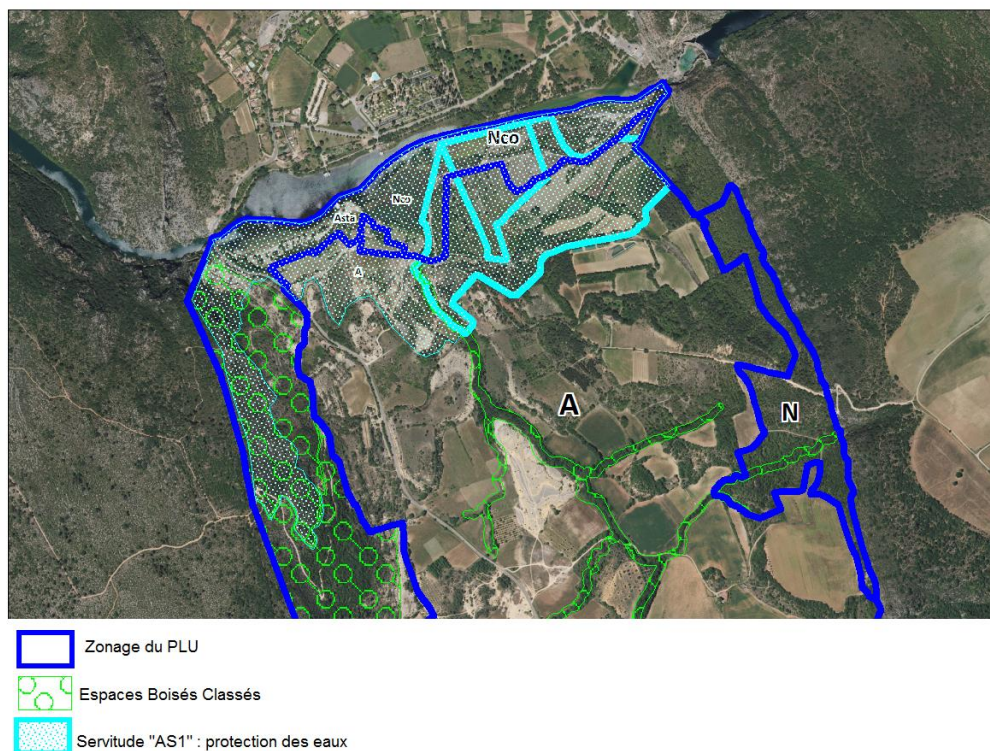 Nco
Nco
Asta
A
A
N
Zonage du PLU
Espaces Boisés Classés
Servitude "AS1" : protection des eaux